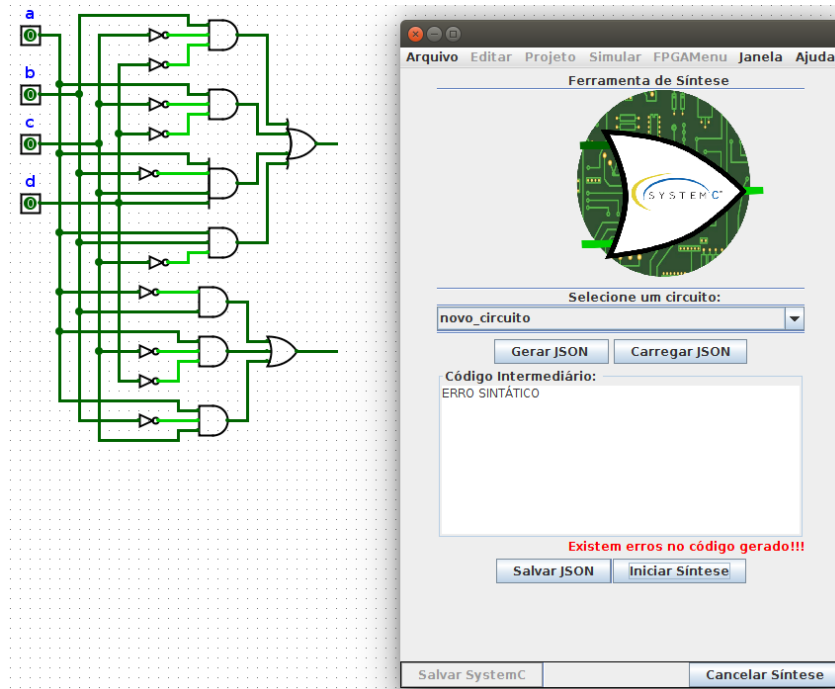 a
0
b
0
c
0
d
0
Arquivo Editar Projeto Simular FPGAMenu Janela Ajuda
Ferramenta de Síntese
SYSTEM C™
Selecione um circuito:
novo_circuito
Gerar JSON Carregar JSON
Código Intermediário:
ERRO SINTÁTICO
Existem erros no código gerado!!!
Salvar JSON Iniciar Síntese
Salvar SystemC Cancelar Síntese